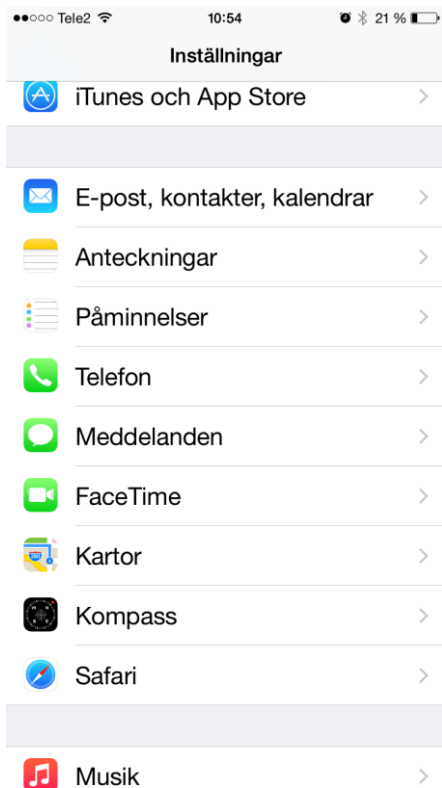 Tele2 10:54 21 %
Inställningar
iTunes och App Store
E-post, kontakter, kalendrar
Anteckningar
Påminnelser
Telefon
Meddelanden
FaceTime
Kartor
Kompass
Safari
Musik